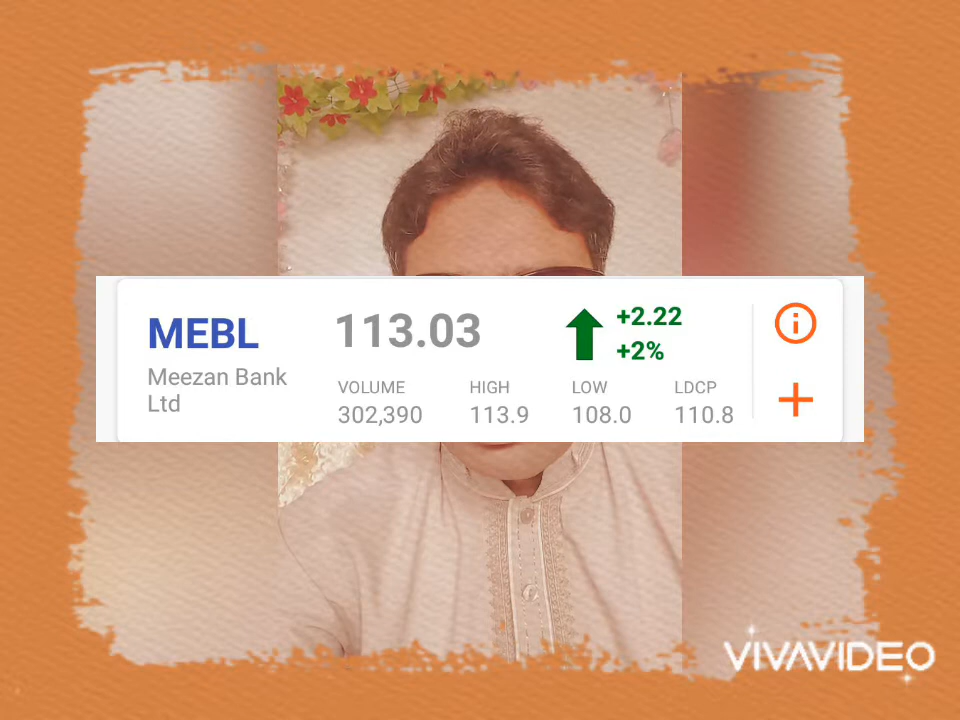 MEBL
Meezan Bank
Ltd
113.03
+2.22
+2%
VOLUME HIGH LOW LDCP
302,390 113.9 108.0 110.8
VIVAVIDEO